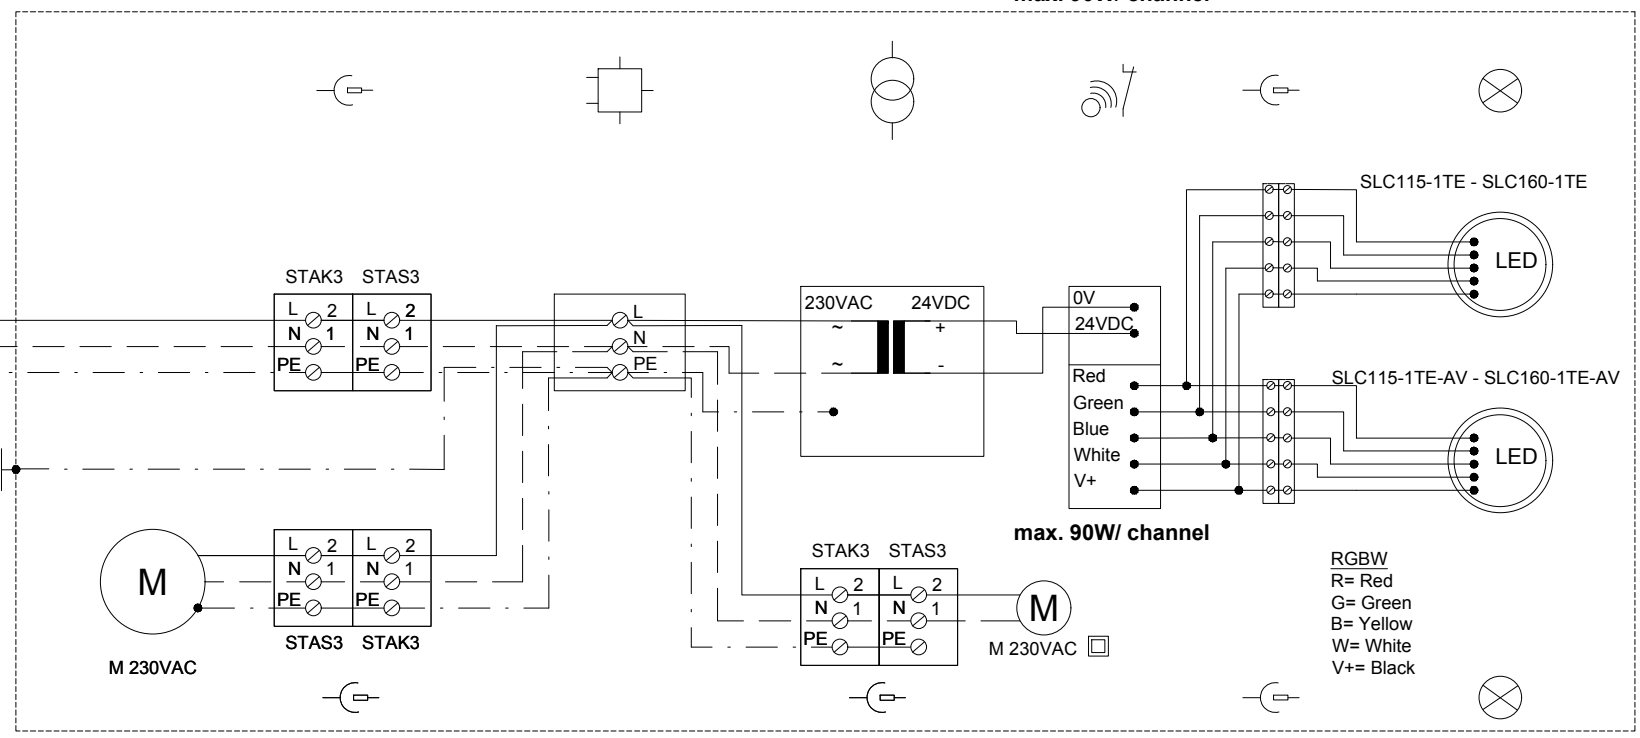 SLC115-1TE - SLC160-1TE
LED
STAK3 STAS3
L 2 L 2
N 1 N 1
PE PE
L
N
PE
230VAC 24VDC
~ +
~ -
0V
24VDC
Red
Green
Blue
White
V+
max. 90W/ channel
SLC115-1TE-AV - SLC160-1TE-AV
LED
M
L 2 L 2
N 1 N 1
PE PE
STAS3 STAK3
M 230VAC
STAK3 STAS3
L 2 L 2
N 1 N 1
PE PE
M
M 230VAC
RGBW
R= Red
G= Green
B= Yellow
W= White
V+= Black